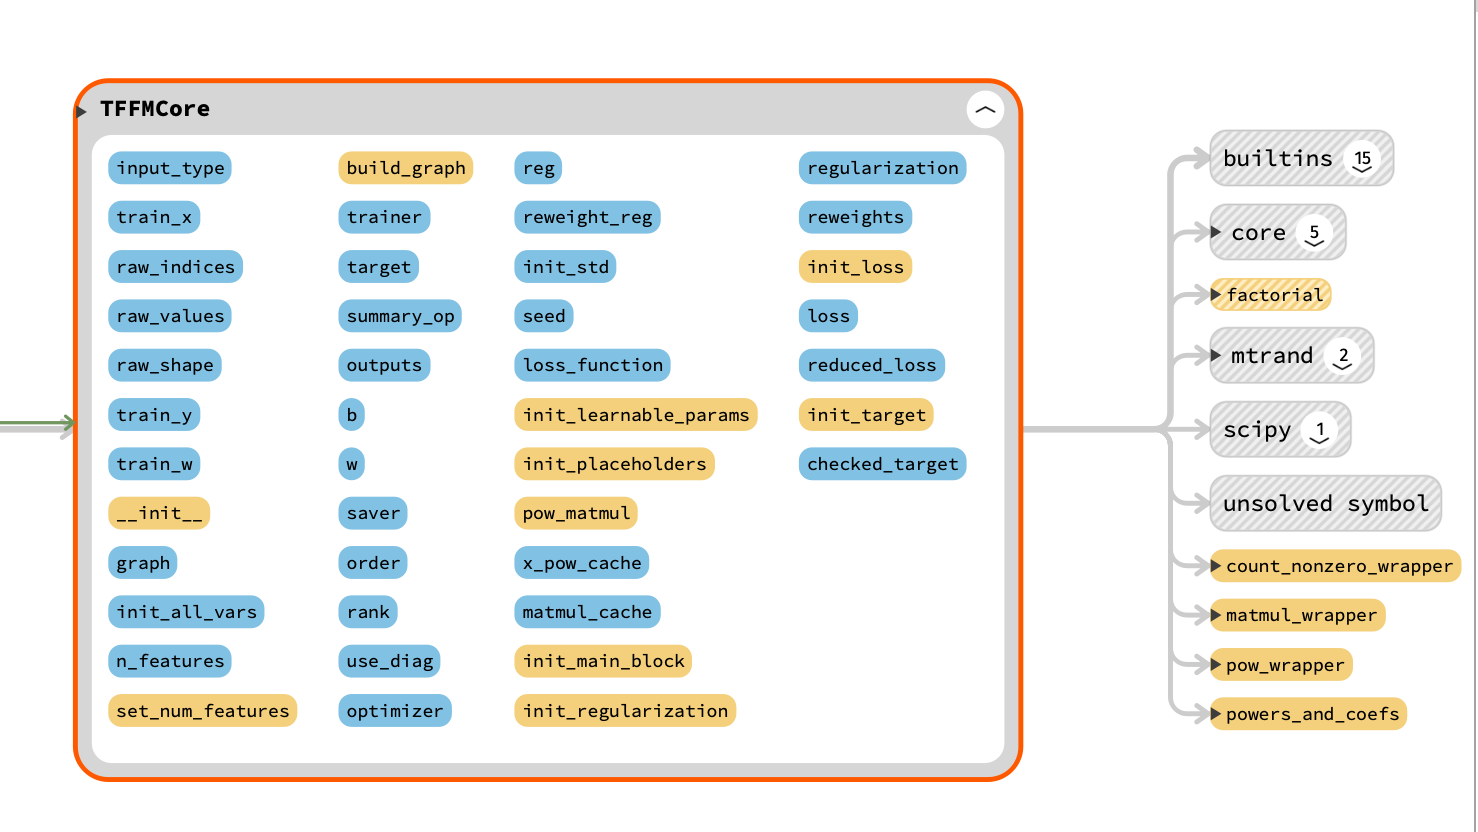 TFFMCore
input_type
train_x
raw_indices
raw_values
raw_shape
train_y
train_w
__init__
graph
init_all_vars
n_features
set_num_features
build_graph
trainer
target
summary_op
outputs
b
w
saver
order
rank
use_diag
optimizer
reg
reweight_reg
init_std
seed
loss_function
init_learnable_params
init_placeholders
pow_matmul
x_pow_cache
matmul_cache
init_main_block
init_regularization
regularization
reweights
init_loss
loss
reduced_loss
init_target
checked_target
builtins 15
core 5
factorial
mtrand 2
scipy 1
unsolved symbol
count_nonzero_wrapper
matmul_wrapper
pow_wrapper
powers_and_coefs